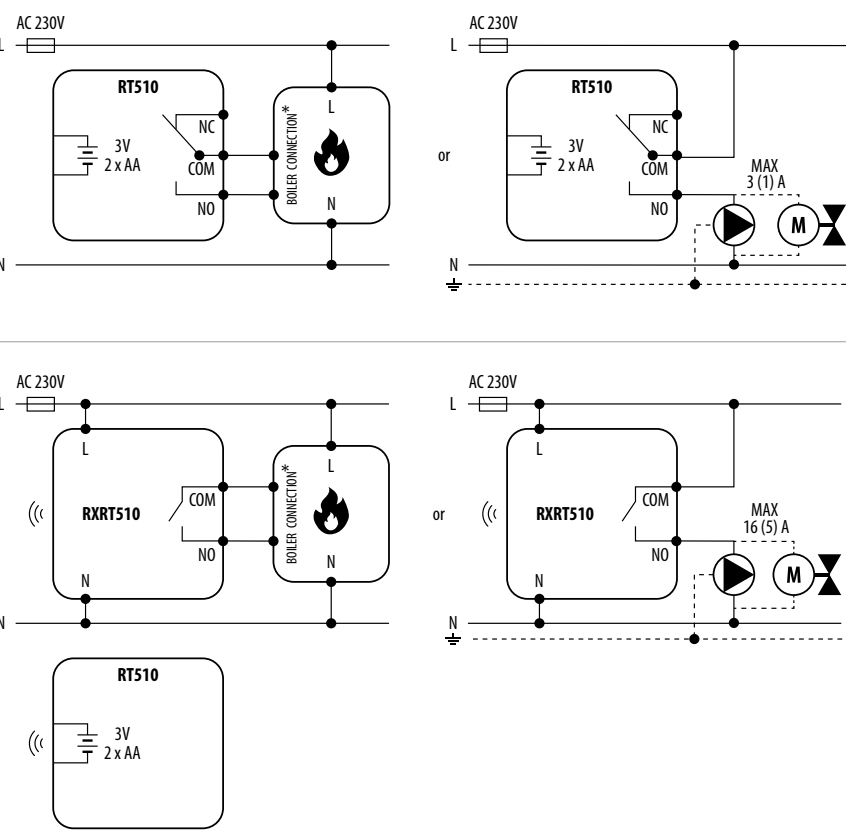 AC 230V
L
RT510
NC
3V
2 x AA
COM
NO
BOILER CONNECTION*
L
N
N
or
AC 230V
L
RT510
NC
3V
2 x AA
COM
NO
MAX
3 (1) A
M
N
AC 230V
L
L
RXRT510
COM
NO
N
BOILER CONNECTION*
L
N
N
or
AC 230V
L
L
RXRT510
COM
NO
N
MAX
16 (5) A
M
N
RT510
3V
2 x AA